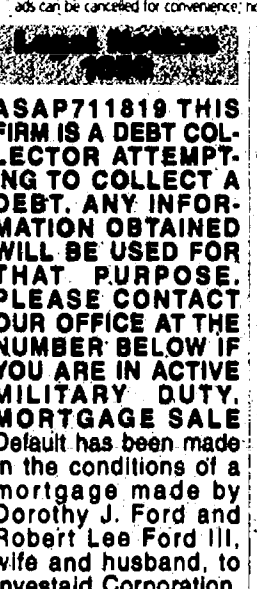 ads can be cancelled for convenience,
Legal Notices
ASAP711819 THIS
FIRM IS A DEBT COL-
LECTOR ATTEMPT-
ING TO COLLECT A
DEBT. ANY INFOR-
MATION OBTAINED
WILL BE USED FOR
THAT PURPOSE.
PLEASE CONTACT
OUR OFFICE AT THE
NUMBER BELOW IF
YOU ARE IN ACTIVE
MILITARY DUTY.
MORTGAGE SALE
Default has been made
in the conditions of a
mortgage made by
Dorothy J. Ford and
Robert Lee Ford III,
wife and husband, to
Investaid Corporation,